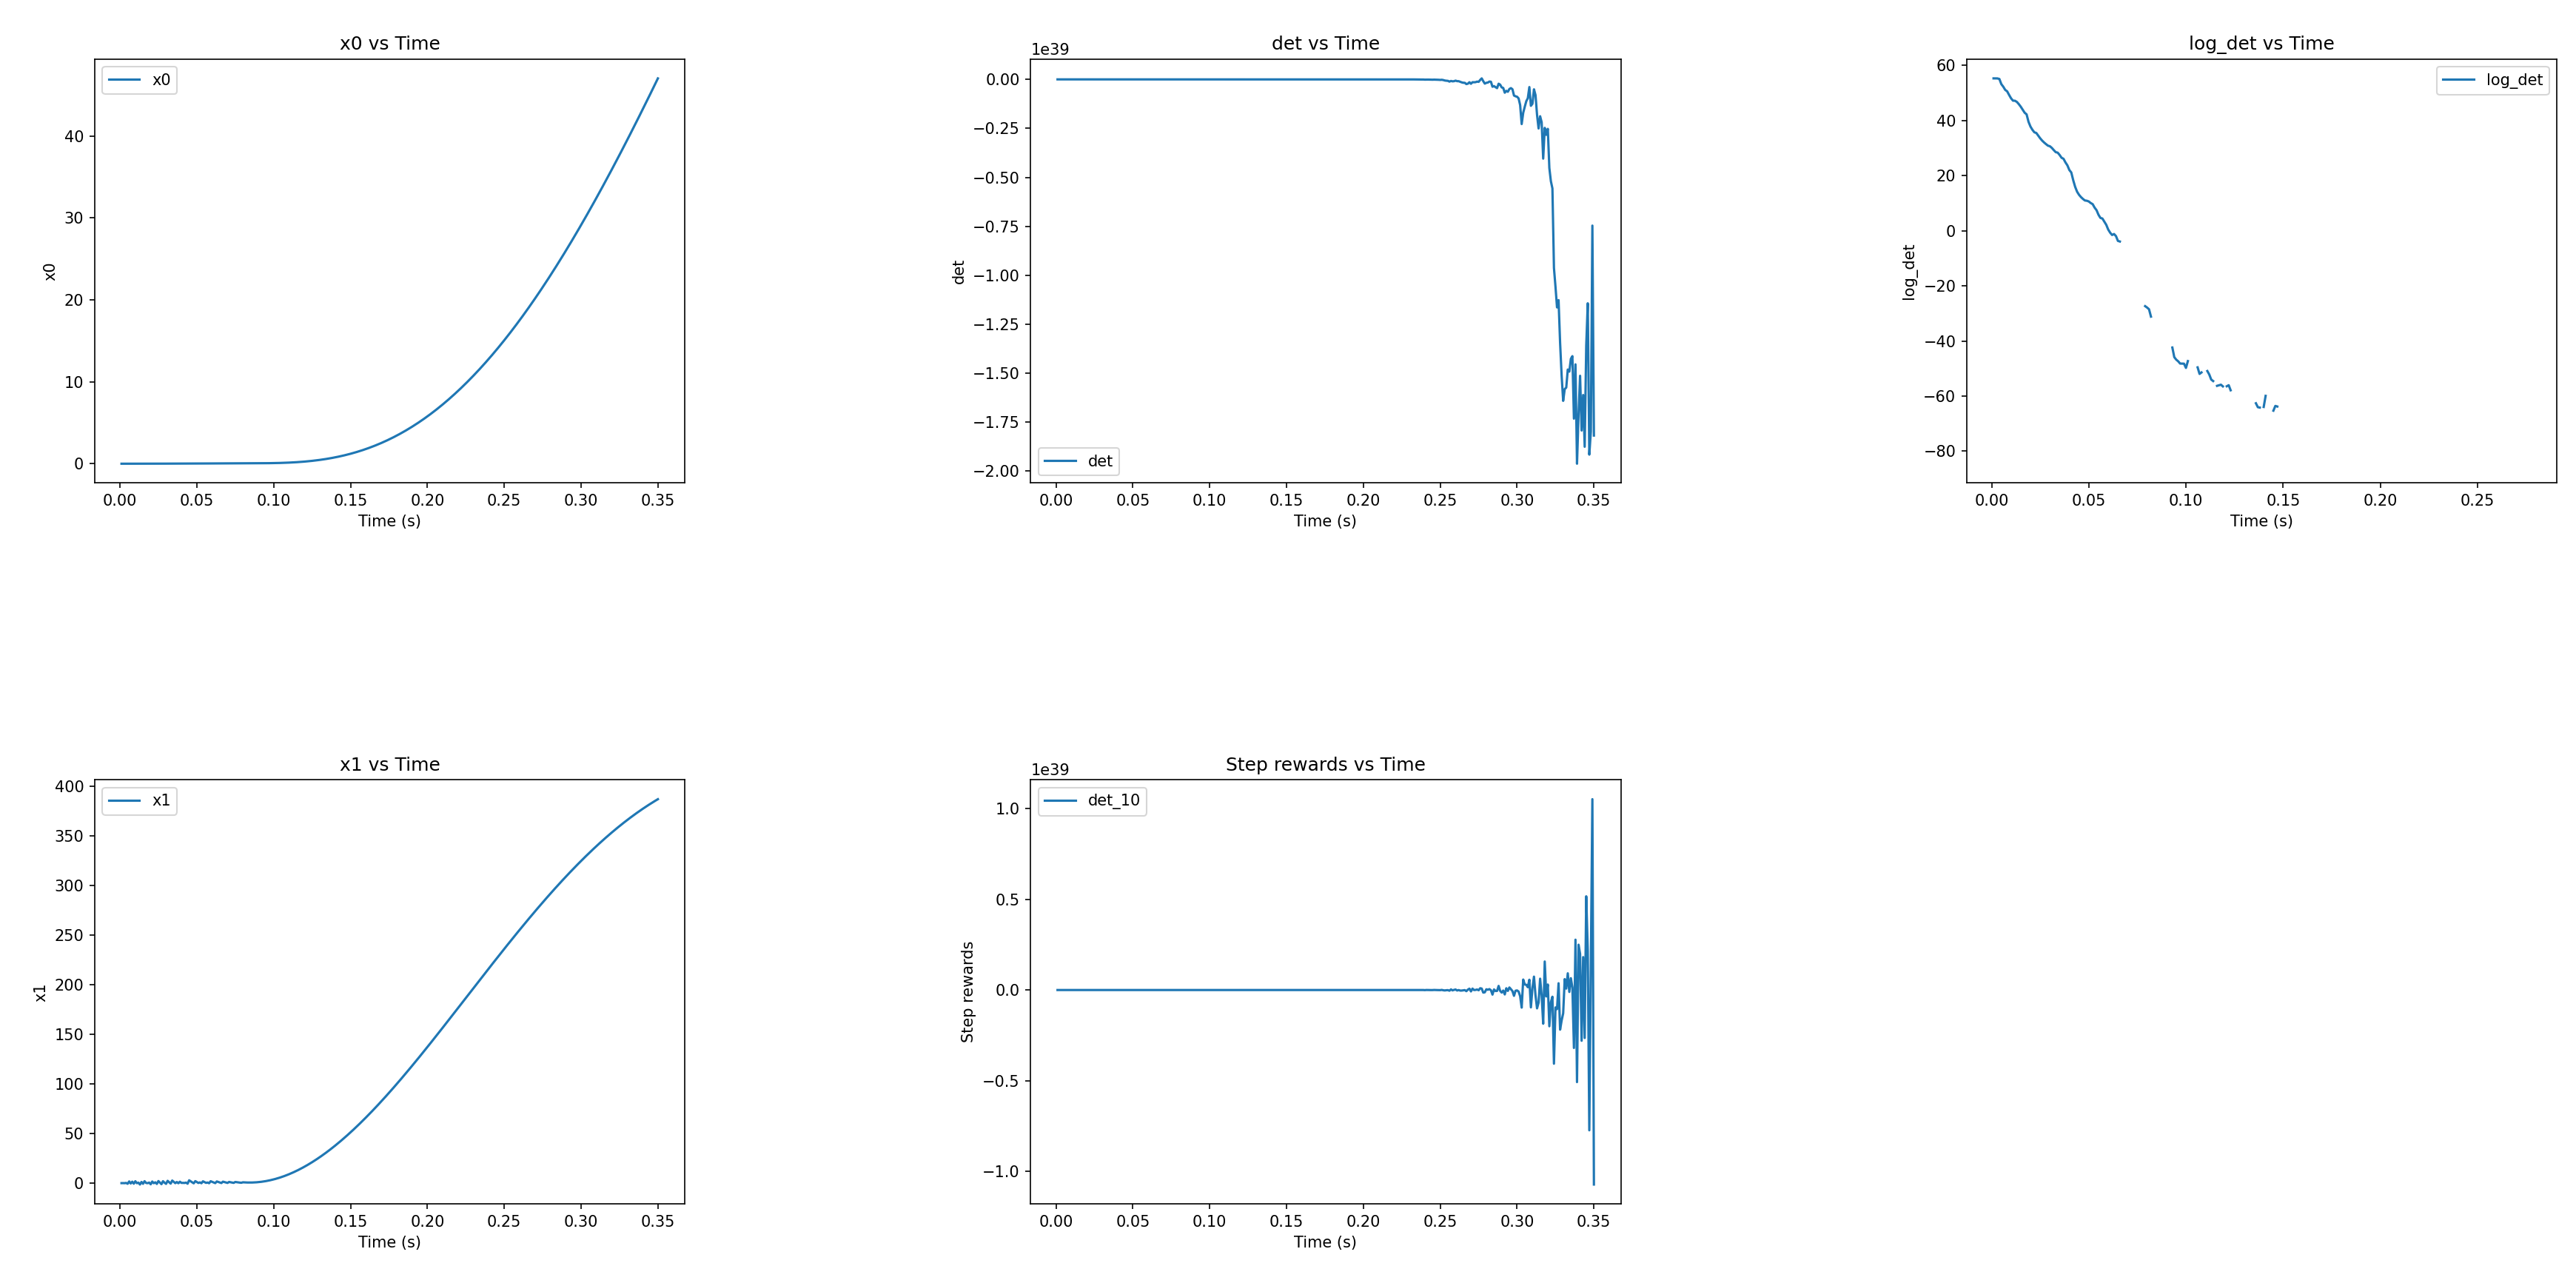 x0 vs Time
x0
40
30
20
10
0
x0
0.00 0.05 0.10 0.15 0.20 0.25 0.30 0.35
Time (s)
det vs Time
1e39
0.00
−0.25
−0.50
−0.75
−1.00
−1.25
−1.50
−1.75
−2.00
det
det
0.00 0.05 0.10 0.15 0.20 0.25 0.30 0.35
Time (s)
log_det vs Time
log_det
60
40
20
0
−20
−40
−60
−80
log_det
0.00 0.05 0.10 0.15 0.20 0.25
Time (s)
x1 vs Time
x1
400
350
300
250
200
150
100
50
0
x1
0.00 0.05 0.10 0.15 0.20 0.25 0.30 0.35
Time (s)
Step rewards vs Time
1e39
det_10
1.0
0.5
0.0
−0.5
−1.0
Step rewards
0.00 0.05 0.10 0.15 0.20 0.25 0.30 0.35
Time (s)